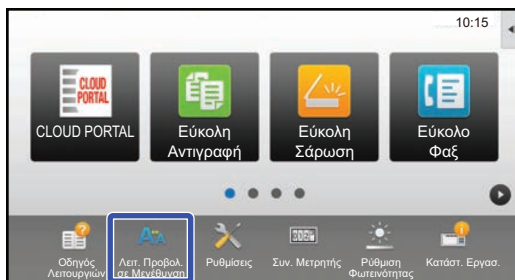 10:15
CLOUD
PORTAL
CLOUD PORTAL
Εύκολη
Αντιγραφή
Εύκολη
Σάρωση
Εύκολο
Φαξ
Οδηγός
Λειτουργιών
Λειτ. Προβολ.
σε Μεγέθυνση
Ρυθμίσεις
Συν. Μετρητής
Ρύθμιση
Φωτεινότητας
Κατάστ. Εργασ.